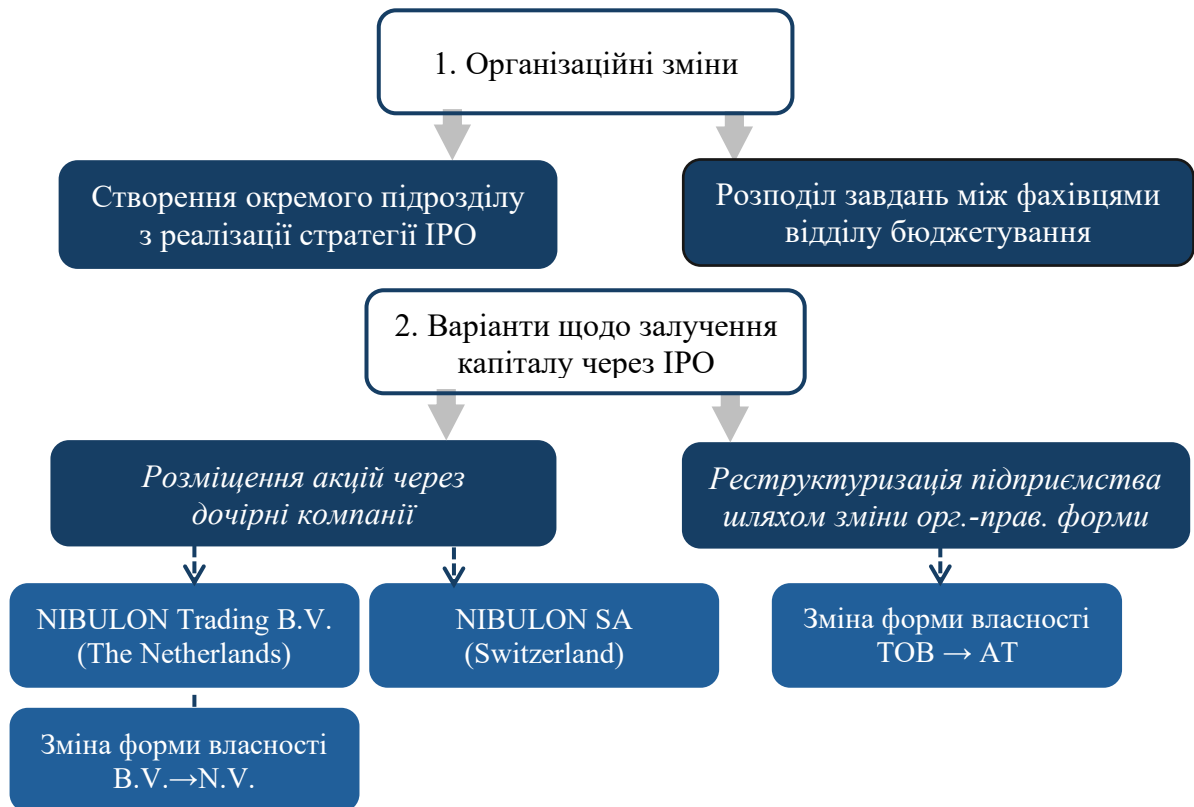 1. Організаційні зміни
Створення окремого підрозділу
з реалізації стратегії IPO
Розподіл завдань між фахівцями
відділу бюджетування
2. Варіанти щодо залучення
капіталу через IPO
Розміщення акцій через
дочірні компанії
Реструктуризація підприємства
шляхом зміни орг.-прав. форми
NIBULON Trading B.V.
(The Netherlands)
NIBULON SA
(Switzerland)
Зміна форми власності
ТОВ → АТ
Зміна форми власності
B.V.→N.V.